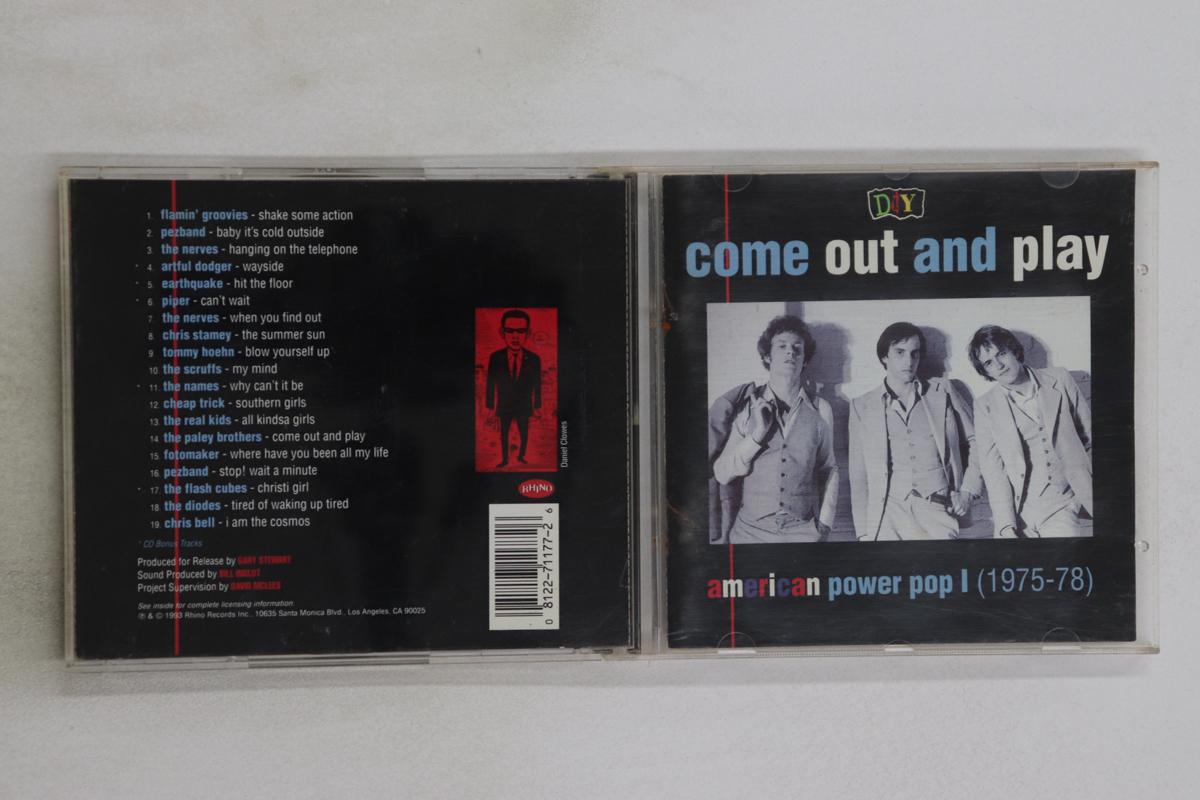 1. flamin' groovies - shake some action
2. pezband - baby it's cold outside
3. the nerves - hanging on the telephone
* 4. artful dodger - wayside
* 5. earthquake - hit the floor
* 6. piper - can't wait
7. the nerves - when you find out
8. chris stamey - the summer sun
9. tommy hoehn - blow yourself up
10. the scruffs - my mind
* 11. the names - why can't it be
12. cheap trick - southern girls
13. the real kids - all kindsa girls
14. the paley brothers - come out and play
15. fotomaker - where have you been all my life
16. pezband - stop! wait a minute
* 17. the flash cubes - christi girl
18. the diodes - tired of waking up tired
19. chris bell - i am the cosmos
* CD Bonus Tracks
Produced for Release by GARY STEWART
Sound Produced by BILL INGLOT
Project Supervision by DAVID MCLEES
See inside for complete licensing information.
℗ & © 1993 Rhino Records Inc., 10635 Santa Monica Blvd., Los Angeles, CA 90025
Daniel Clowes
RHINO
0 8122-71177-2 6
DIY
come out and play
american power pop I (1975-78)